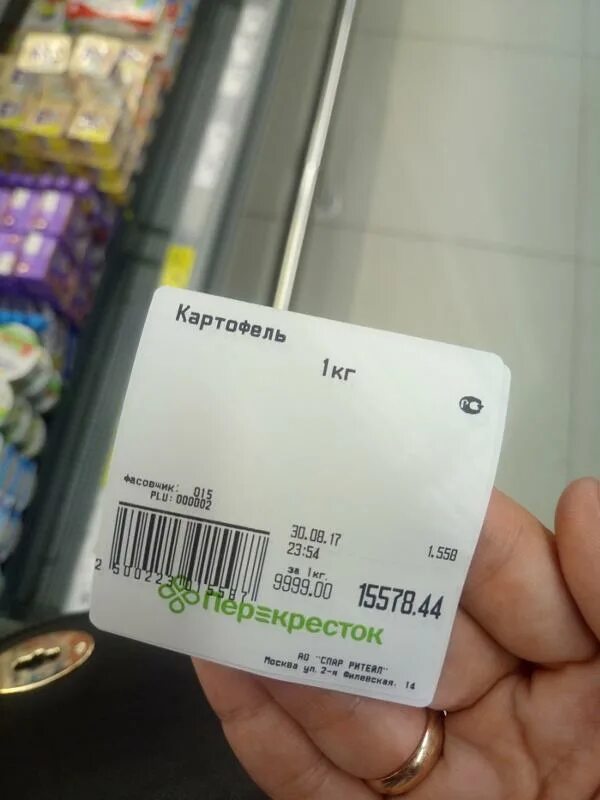 Картофель
1кг
РСТ
фасовщик: 015
PLU: 000002
30.08.17
23:54
1.558
за 1кг.
9999.00
15578.44
Перекресток
АО "СПАР РИТЕЙЛ"
Москва ул. 2-я Филевская. 14